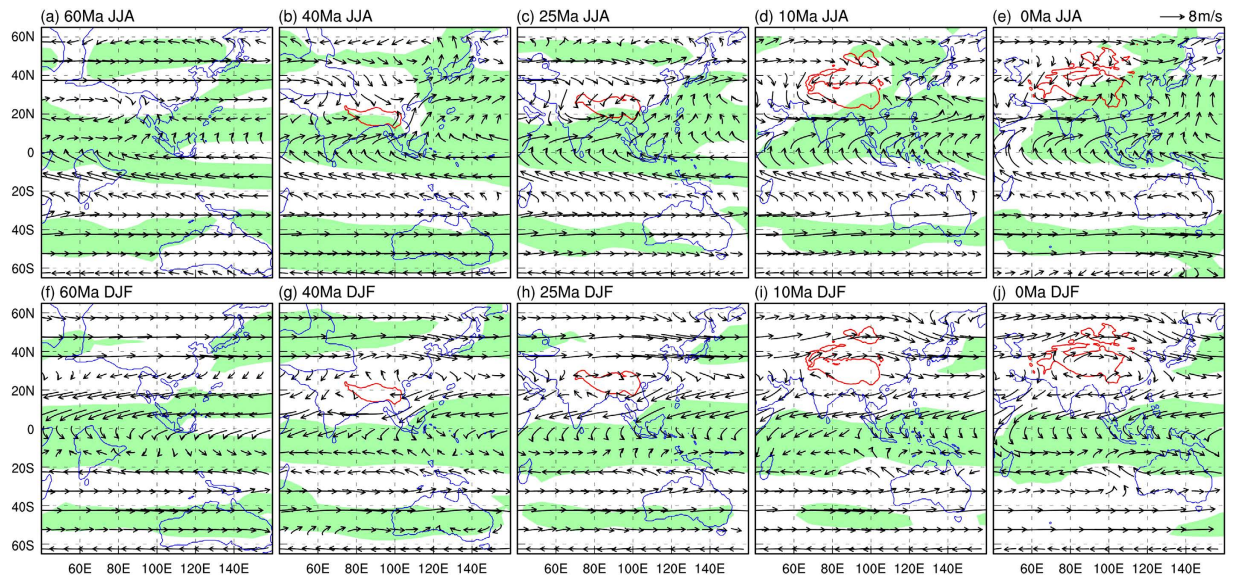 (a) 60Ma JJA (b) 40Ma JJA (c) 25Ma JJA (d) 10Ma JJA (e) 0Ma JJA 8m/s
60N
40N
20N
0
20S
40S
60S
(f) 60Ma DJF (g) 40Ma DJF (h) 25Ma DJF (i) 10Ma DJF (j) 0Ma DJF
60N
40N
20N
0
20S
40S
60S
60E 80E 100E 120E 140E 60E 80E 100E 120E 140E 60E 80E 100E 120E 140E 60E 80E 100E 120E 140E 60E 80E 100E 120E 140E